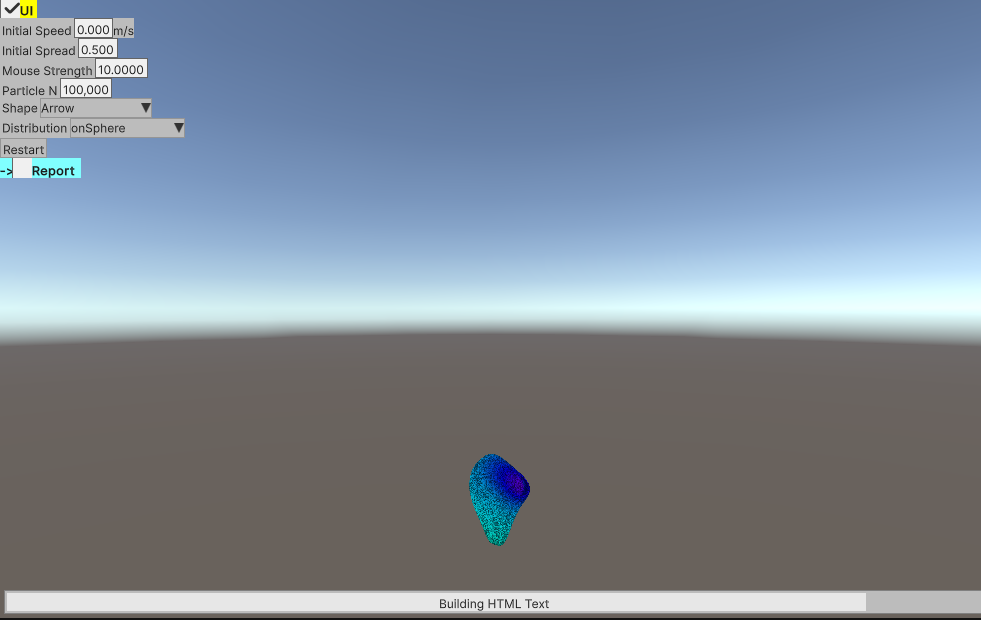 UI
Initial Speed 0.000 m/s
Initial Spread 0.500
Mouse Strength 10.0000
Particle N 100,000
Shape Arrow
Distribution onSphere
Restart
-> Report
Building HTML Text